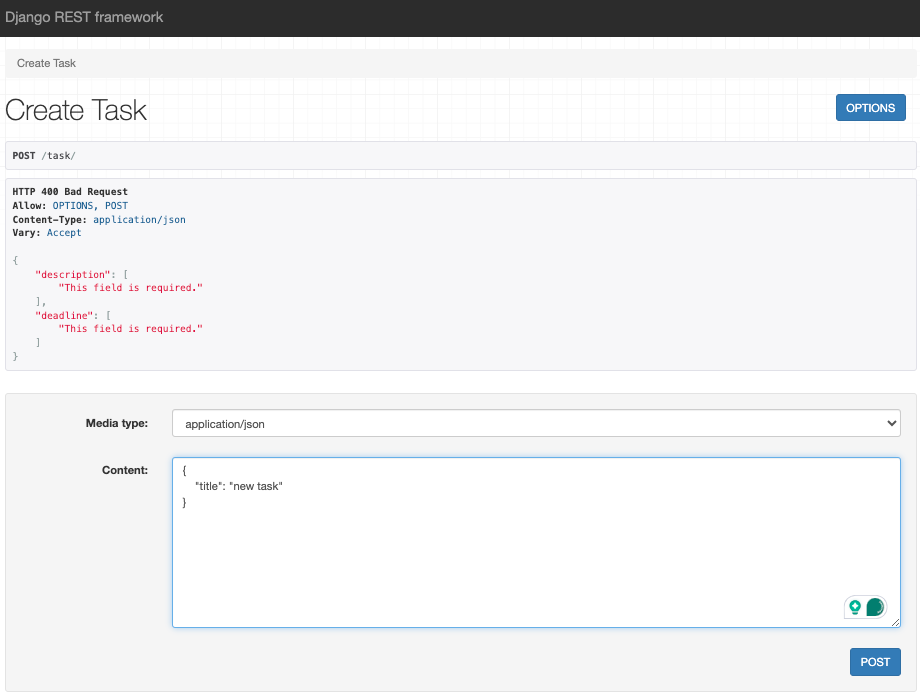 Django REST framework
Create Task
Create Task
OPTIONS
POST /task/
HTTP 400 Bad Request
Allow: OPTIONS, POST
Content-Type: application/json
Vary: Accept
{
    "description": [
        "This field is required."
    ],
    "deadline": [
        "This field is required."
    ]
}
Media type:
application/json
Content:
{
    "title": "new task"
}
POST